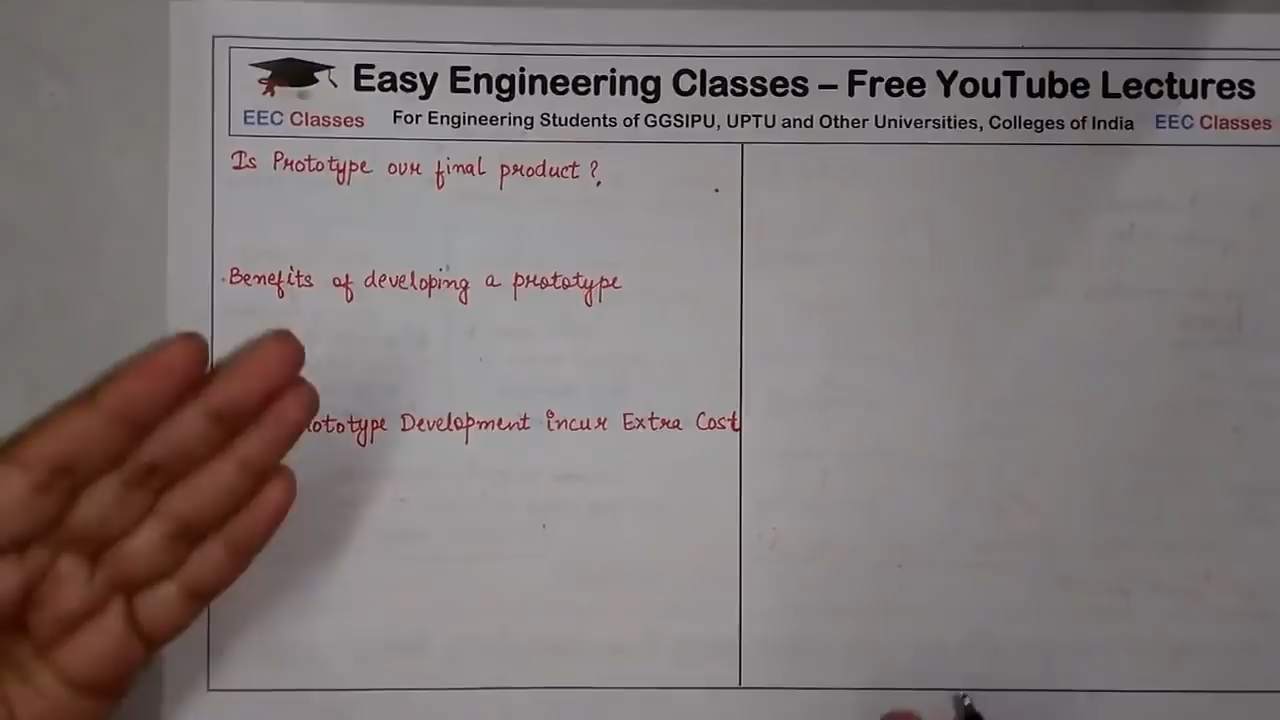 Easy Engineering Classes – Free YouTube Lectures
EEC Classes For Engineering Students of GGSIPU, UPTU and Other Universities, Colleges of India EEC Classes
Is Prototype our final product?
Benefits of developing a prototype
ototype Development incur Extra Cost